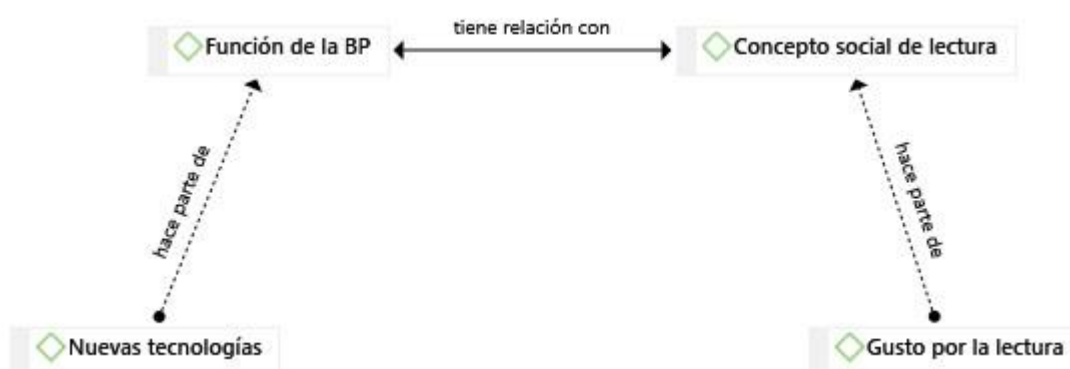 tiene relación con
Función de la BP
Concepto social de lectura
hace parte de
hace parte de
Nuevas tecnologías
Gusto por la lectura